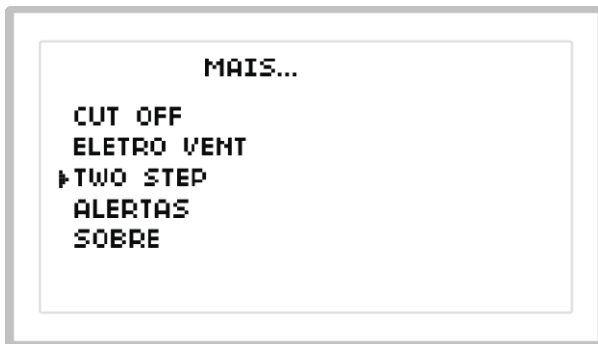 MAIS...
CUT OFF
ELETRO VENT
TWO STEP
ALERTAS
SOBRE